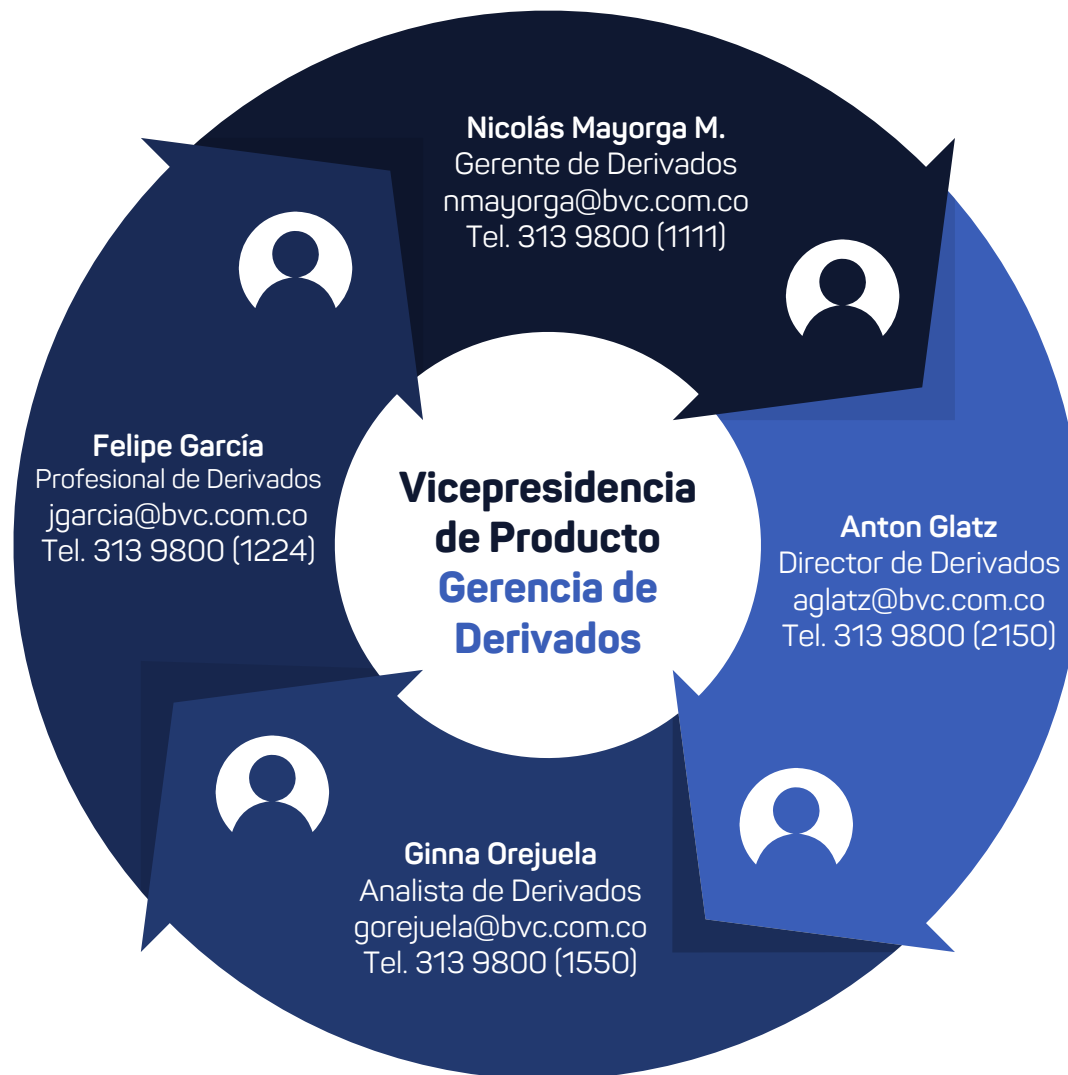 Nicolás Mayorga M.
Gerente de Derivados
nmayorga@bvc.com.co
Tel. 313 9800 (1111)
Felipe García
Profesional de Derivados
jgarcia@bvc.com.co
Tel. 313 9800 (1224)
Vicepresidencia
de Producto
Gerencia de
Derivados
Anton Glatz
Director de Derivados
aglatz@bvc.com.co
Tel. 313 9800 (2150)
Ginna Orejuela
Analista de Derivados
gorejuela@bvc.com.co
Tel. 313 9800 (1550)